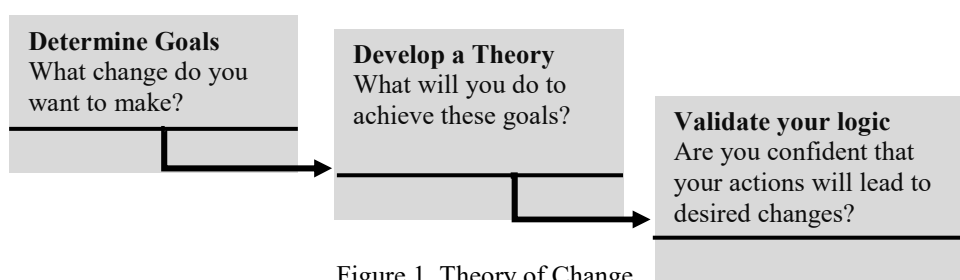 Determine Goals
What change do you
want to make?
Develop a Theory
What will you do to
achieve these goals?
Validate your logic
Are you confident that
your actions will lead to
desired changes?
Figure 1. Theory of Change